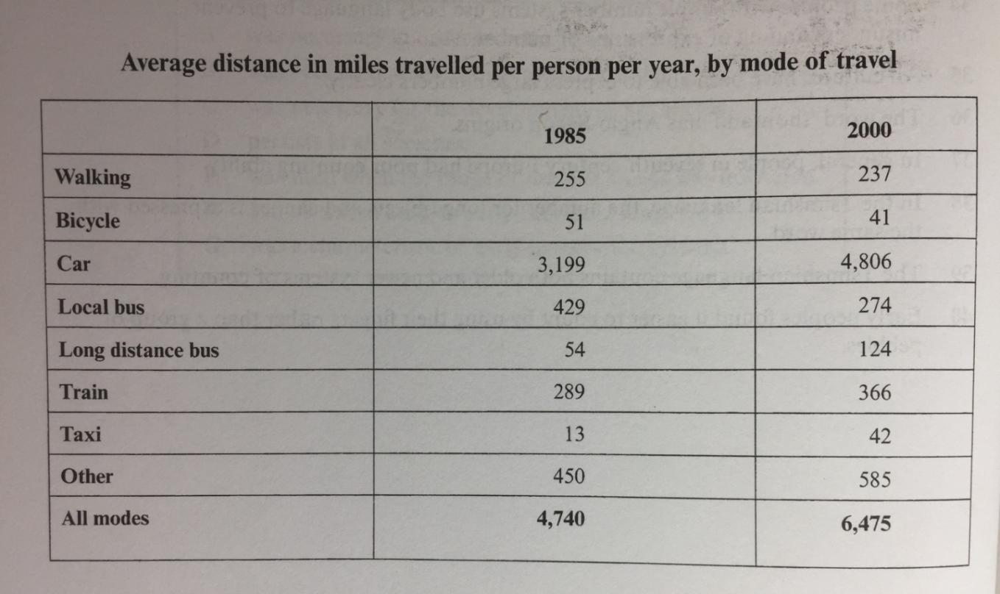 Average distance in miles travelled per person per year, by mode of travel
1985 2000
Walking 255 237
Bicycle 51 41
Car 3,199 4,806
Local bus 429 274
Long distance bus 54 124
Train 289 366
Taxi 13 42
Other 450 585
All modes 4,740 6,475